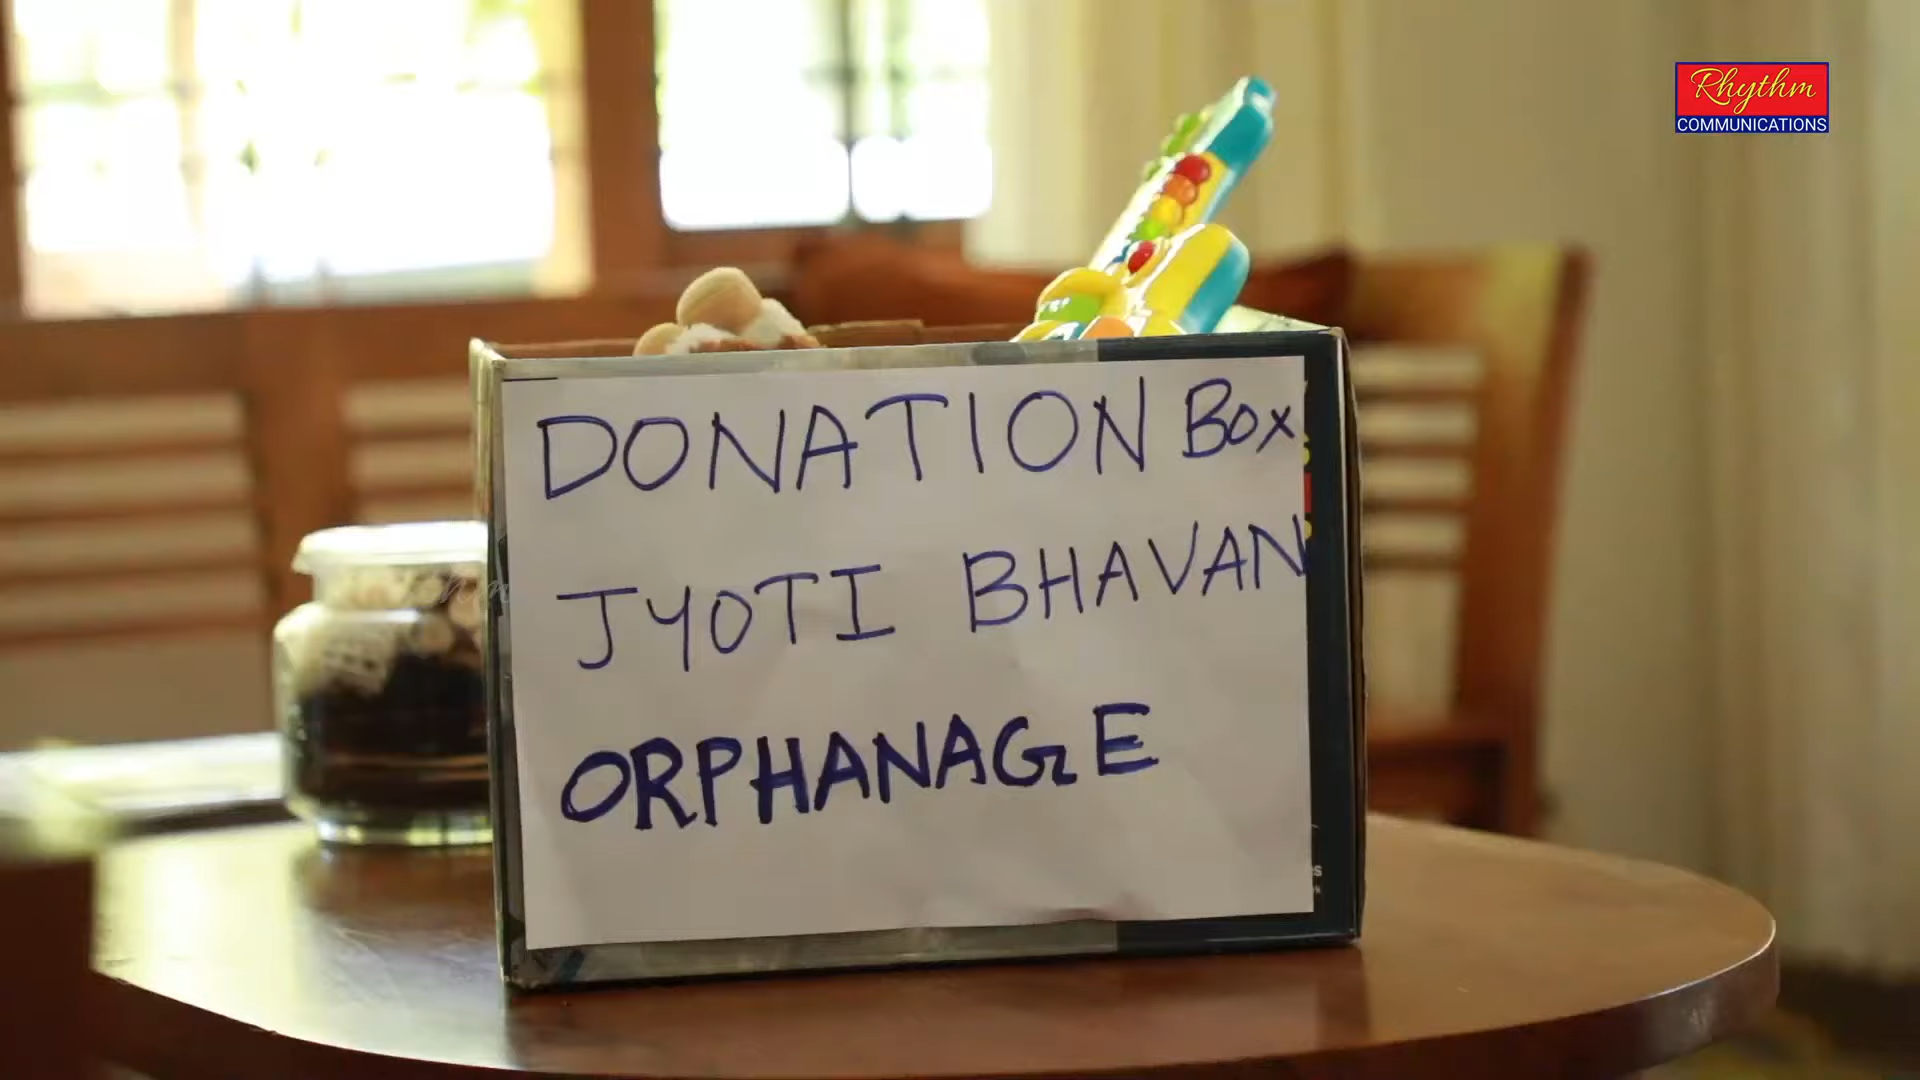 Rhythm
COMMUNICATIONS
DONATION BOX
JYOTI BHAVAN
ORPHANAGE